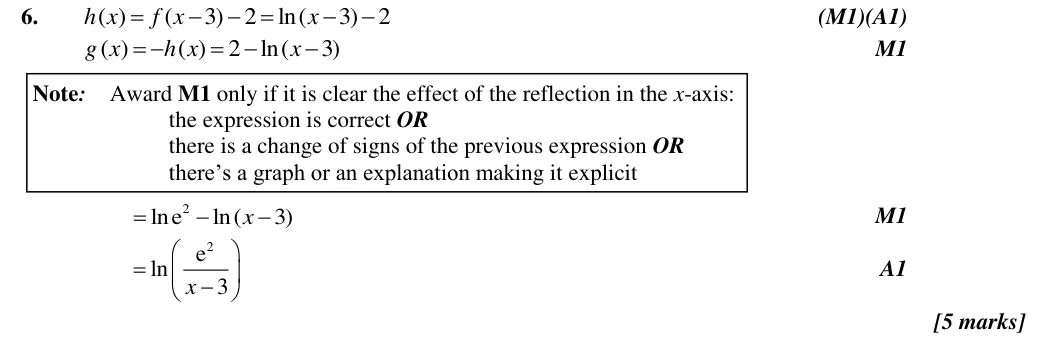 6. h(x) = f(x − 3) − 2 = ln(x − 3) − 2 (M1)(A1)
g(x) = −h(x) = 2 − ln(x − 3) M1
Note: Award M1 only if it is clear the effect of the reflection in the x-axis:
the expression is correct OR
there is a change of signs of the previous expression OR
there's a graph or an explanation making it explicit
= ln e² − ln(x − 3) M1
= ln(e² / (x − 3)) A1
[5 marks]